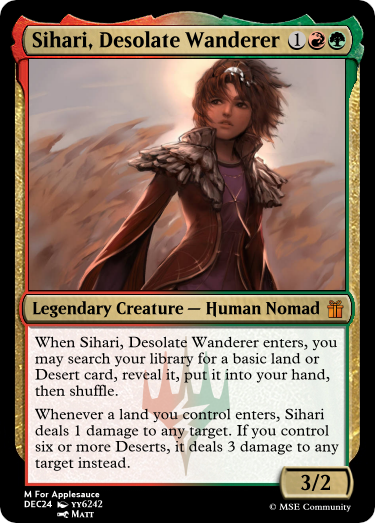 Sihari, Desolate Wanderer 1
Legendary Creature — Human Nomad
When Sihari, Desolate Wanderer enters, you
may search your library for a basic land or
Desert card, reveal it, put it into your hand,
then shuffle.
Whenever a land you control enters, Sihari
deals 1 damage to any target. If you control
six or more Deserts, it deals 3 damage to any
target instead.
3/2
M For Applesauce
DEC24 YY6242
Matt
© MSE Community